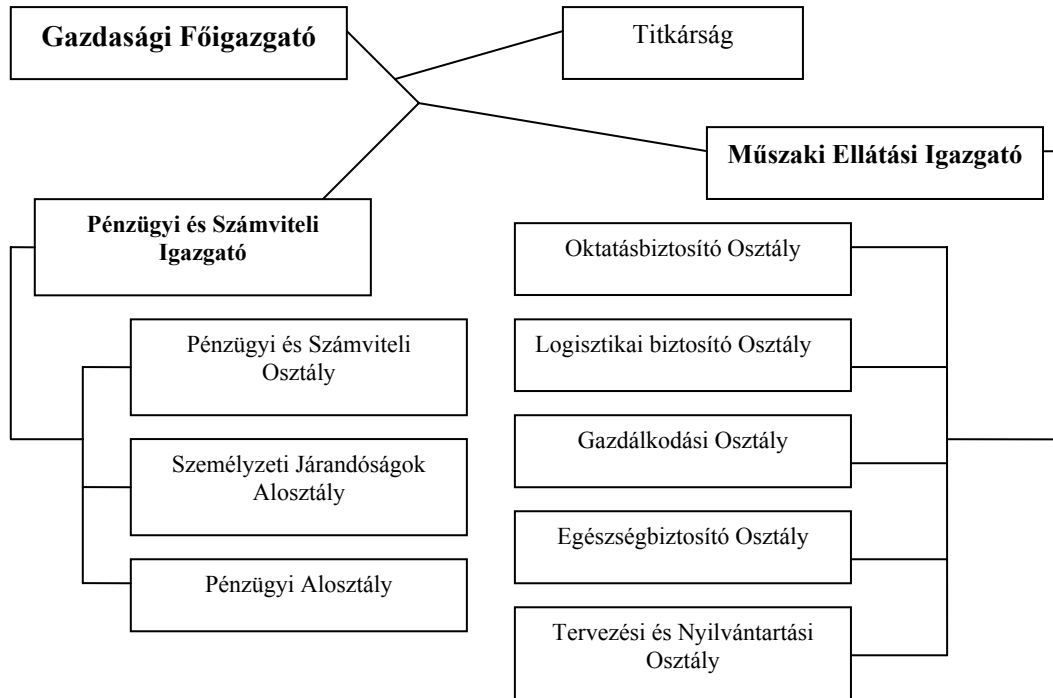 Gazdasági Főigazgató
Titkárság
Műszaki Ellátási Igazgató
Pénzügyi és Számviteli
Igazgató
Pénzügyi és Számviteli
Osztály
Személyzeti Járandóságok
Alosztály
Pénzügyi Alosztály
Oktatásbiztosító Osztály
Logisztikai biztosító Osztály
Gazdálkodási Osztály
Egészségbiztosító Osztály
Tervezési és Nyilvántartási
Osztály